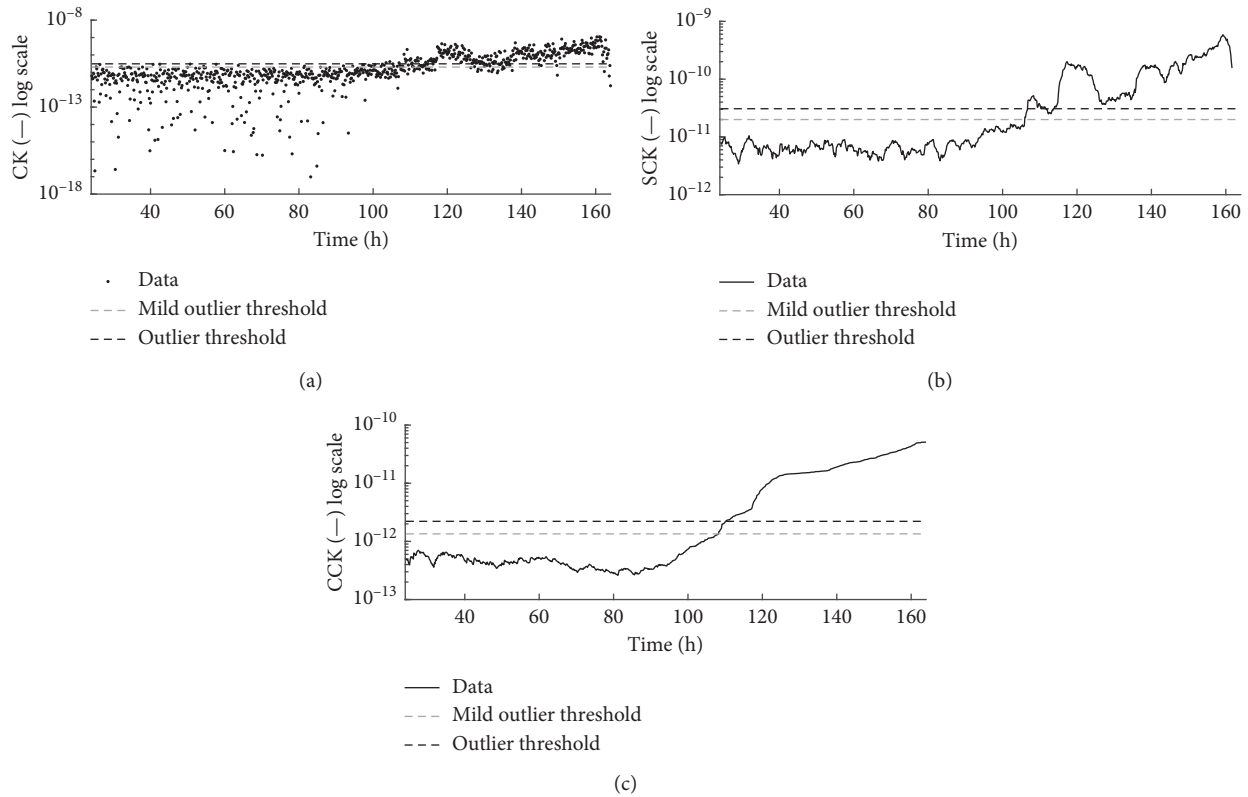 10⁻⁸
10⁻¹³
10⁻¹⁸
CK (—) log scale
40 60 80 100 120 140 160
Time (h)
Data
Mild outlier threshold
Outlier threshold
(a)
10⁻⁹
10⁻¹⁰
10⁻¹¹
10⁻¹²
SCK (—) log scale
40 60 80 100 120 140 160
Time (h)
Data
Mild outlier threshold
Outlier threshold
(b)
10⁻¹⁰
10⁻¹¹
10⁻¹²
10⁻¹³
CCK (—) log scale
40 60 80 100 120 140 160
Time (h)
Data
Mild outlier threshold
Outlier threshold
(c)